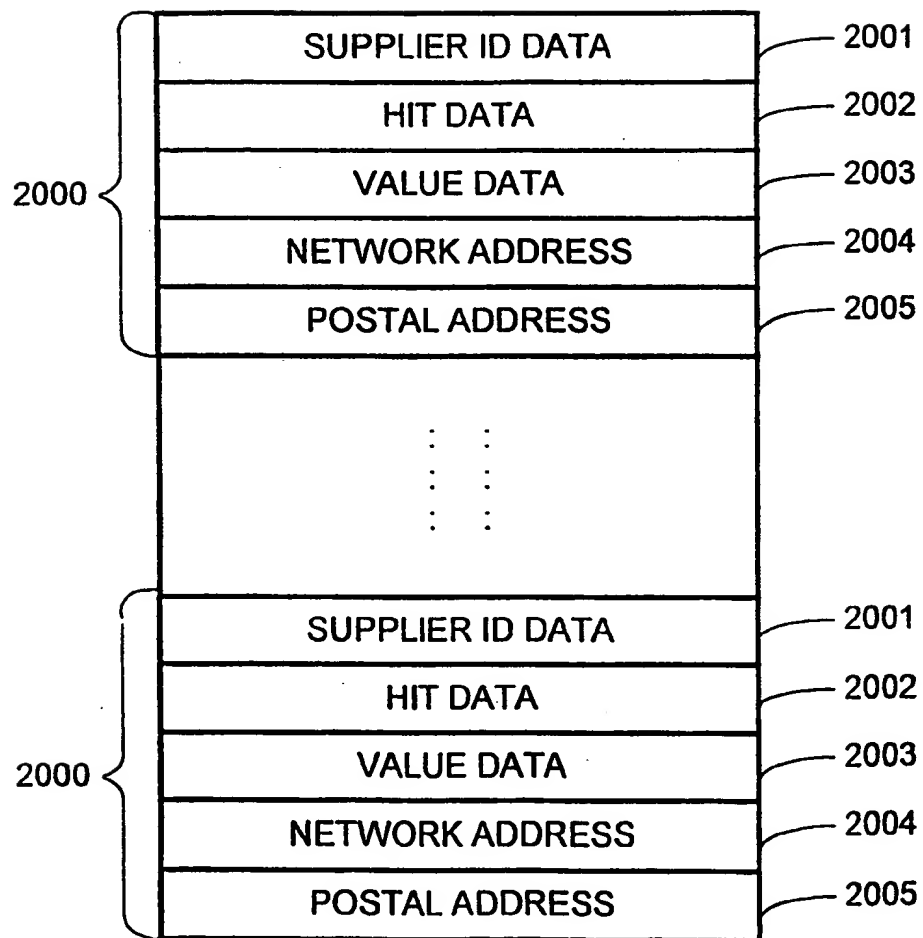 SUPPLIER ID DATA 2001
HIT DATA 2002
2000 VALUE DATA 2003
NETWORK ADDRESS 2004
POSTAL ADDRESS 2005
SUPPLIER ID DATA 2001
HIT DATA 2002
2000 VALUE DATA 2003
NETWORK ADDRESS 2004
POSTAL ADDRESS 2005